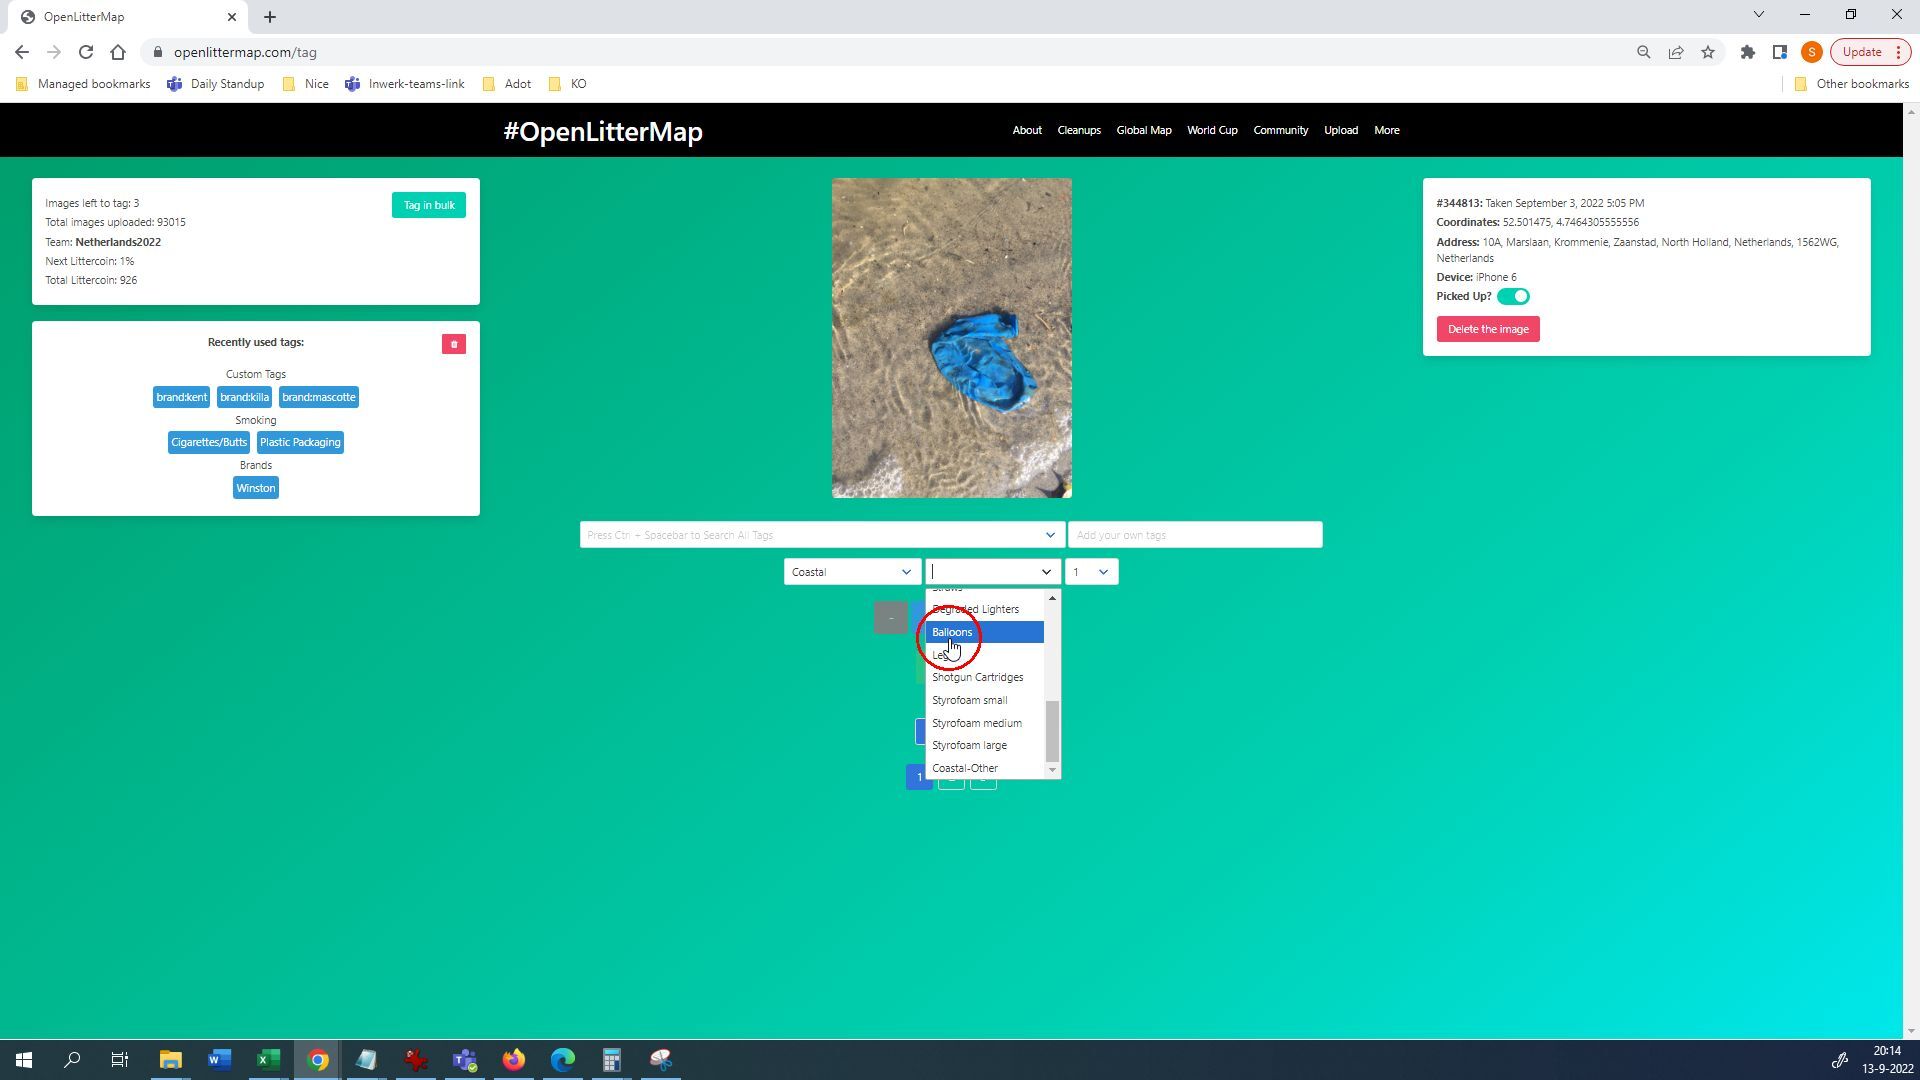 OpenLitterMap
openlittermap.com/tag
S
Update
Managed bookmarks
Daily Standup
Nice
Inwerk-teams-link
Adot
KO
Other bookmarks
#OpenLitterMap
About
Cleanups
Global Map
World Cup
Community
Upload
More
Images left to tag: 3
Tag in bulk
Total images uploaded: 93015
Team: Netherlands2022
Next Littercoin: 1%
Total Littercoin: 926
Recently used tags:
Custom Tags
brand:kent
brand:killa
brand:mascotte
Smoking
Cigarettes/Butts
Plastic Packaging
Brands
Winston
#344813: Taken September 3, 2022 5:05 PM
Coordinates: 52.501475, 4.7464305555556
Address: 10A, Marslaan, Krommenie, Zaanstad, North Holland, Netherlands, 1562WG,
Netherlands
Device: iPhone 6
Picked Up?
Delete the image
Press Ctrl + Spacebar to Search All Tags
Add your own tags
Coastal
1
-
Degraded Lighters
Balloons
Shotgun Cartridges
Styrofoam small
Styrofoam medium
Styrofoam large
Coastal-Other
1
20:14
13-9-2022